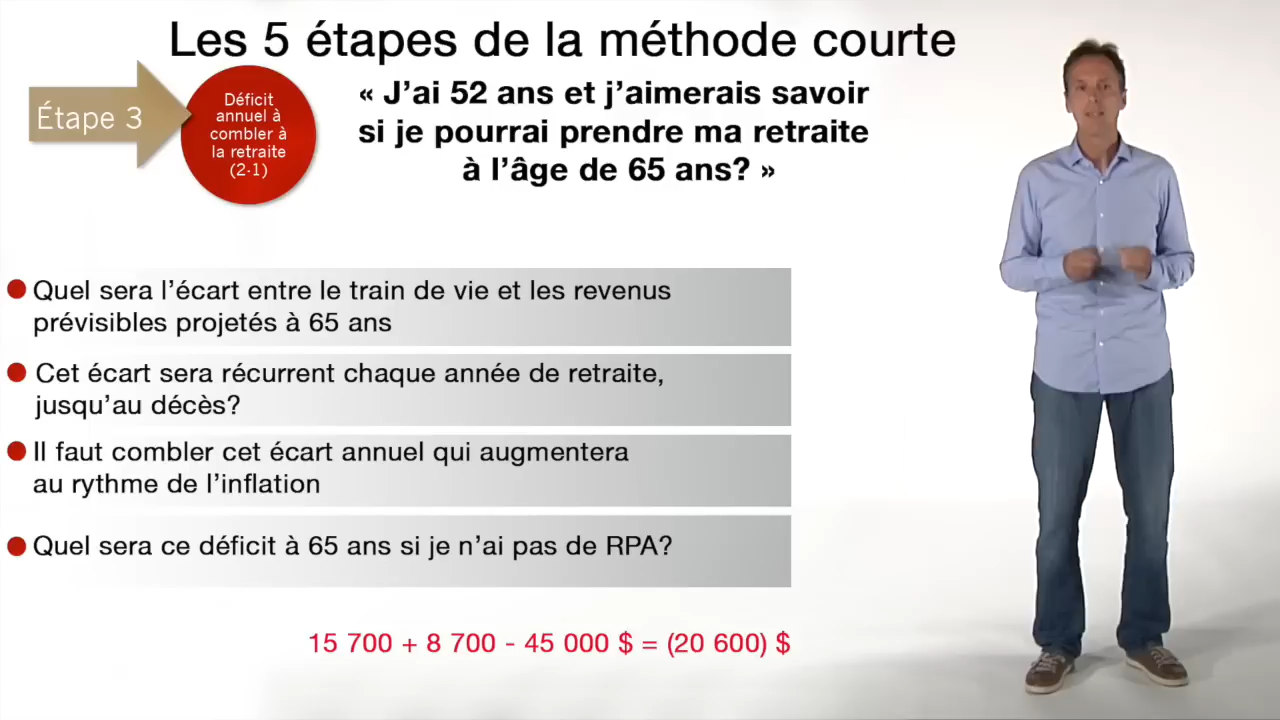 Les 5 étapes de la méthode courte
Étape 3
Déficit
annuel à
combler à
la retraite
(2-1)
« J’ai 52 ans et j’aimerais savoir
si je pourrai prendre ma retraite
à l’âge de 65 ans? »
Quel sera l’écart entre le train de vie et les revenus
prévisibles projetés à 65 ans
Cet écart sera récurrent chaque année de retraite,
jusqu’au décès?
Il faut combler cet écart annuel qui augmentera
au rythme de l’inflation
Quel sera ce déficit à 65 ans si je n’ai pas de RPA?
15 700 + 8 700 - 45 000 $ = (20 600) $